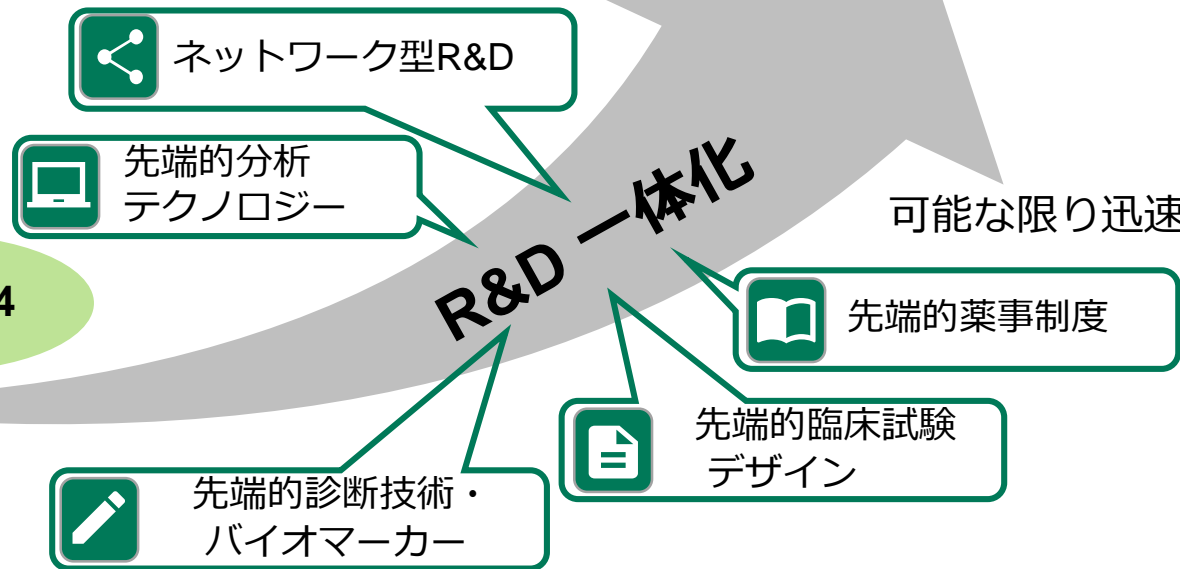 ネットワーク型R&D
先端的分析
テクノロジー
R&D 一体化
可能な限り迅速
4
先端的薬事制度
先端的臨床試験
デザイン
先端的診断技術・
バイオマーカー